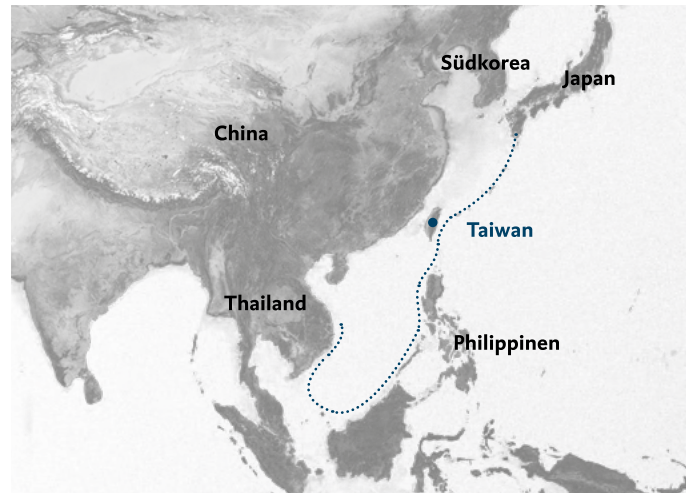 Südkorea
Japan
China
Taiwan
Thailand
Philippinen